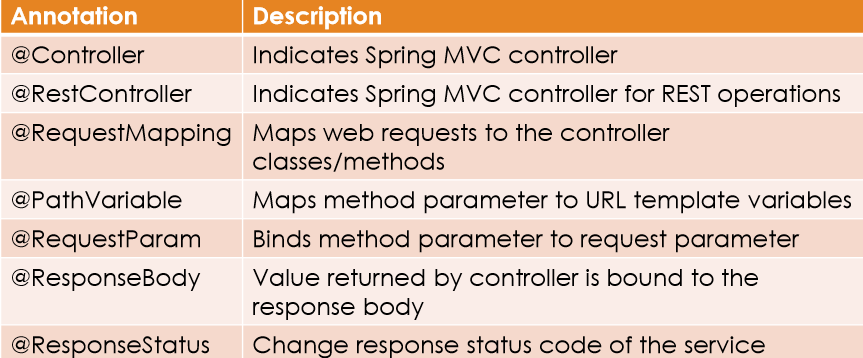 Annotation Description
@Controller Indicates Spring MVC controller
@RestController Indicates Spring MVC controller for REST operations
@RequestMapping Maps web requests to the controller
classes/methods
@PathVariable Maps method parameter to URL template variables
@RequestParam Binds method parameter to request parameter
@ResponseBody Value returned by controller is bound to the
response body
@ResponseStatus Change response status code of the service